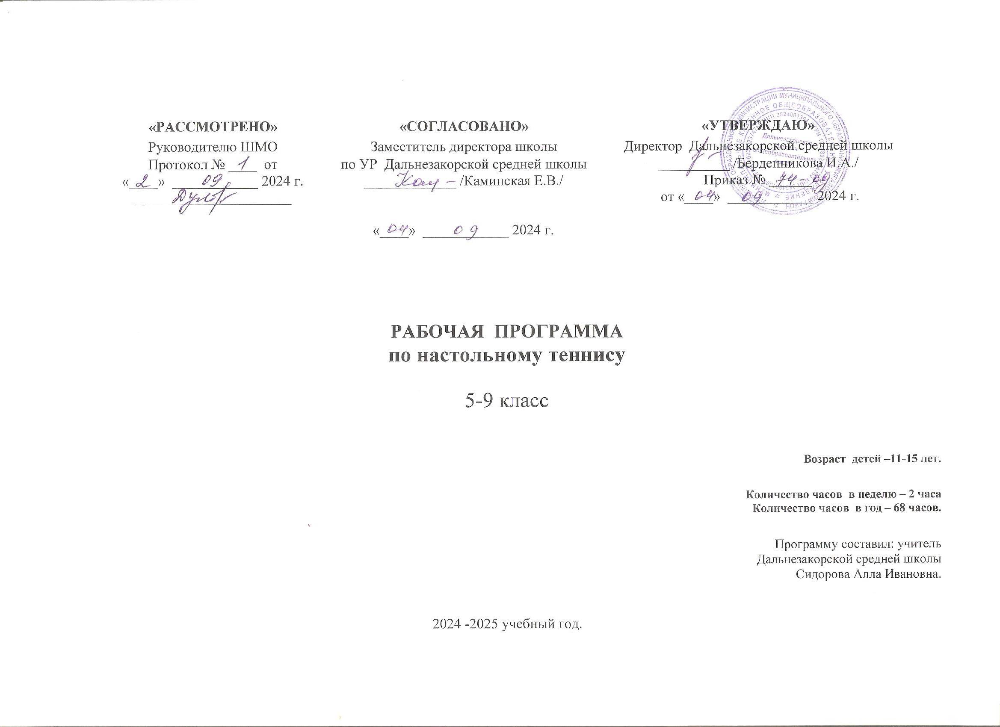 «РАССМОТРЕНО»
Руководителю ШМО
Протокол № 1 от
«2» 09 2024 г.
«СОГЛАСОВАНО»
Заместитель директора школы
по УР Дальнезакорской средней школы
/Каминская Е.В./
«04» 09 2024 г.
«УТВЕРЖДАЮ»
Директор Дальнезакорской средней школы
/Берденникова И.А./
Приказ № 74-од
от «04» 09 2024 г.
Дальнезакорская
общеобразовательная
РАБОЧАЯ ПРОГРАММА
по настольному теннису
5-9 класс
Возраст детей –11-15 лет.
Количество часов в неделю – 2 часа
Количество часов в год – 68 часов.
Программу составил: учитель
Дальнезакорской средней школы
Сидорова Алла Ивановна.
2024 -2025 учебный год.